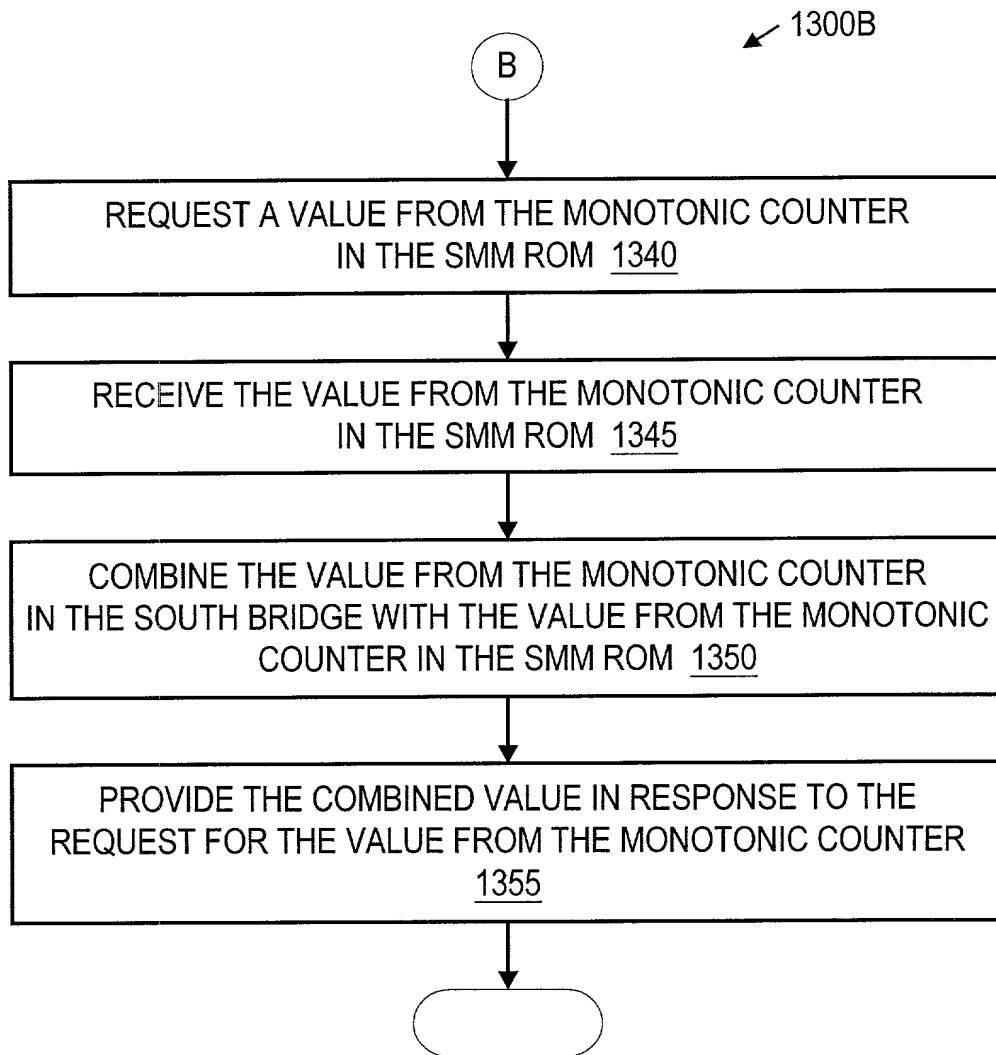 1300B
B
REQUEST A VALUE FROM THE MONOTONIC COUNTER
IN THE SMM ROM 1340
RECEIVE THE VALUE FROM THE MONOTONIC COUNTER
IN THE SMM ROM 1345
COMBINE THE VALUE FROM THE MONOTONIC COUNTER
IN THE SOUTH BRIDGE WITH THE VALUE FROM THE MONOTONIC
COUNTER IN THE SMM ROM 1350
PROVIDE THE COMBINED VALUE IN RESPONSE TO THE
REQUEST FOR THE VALUE FROM THE MONOTONIC COUNTER
1355